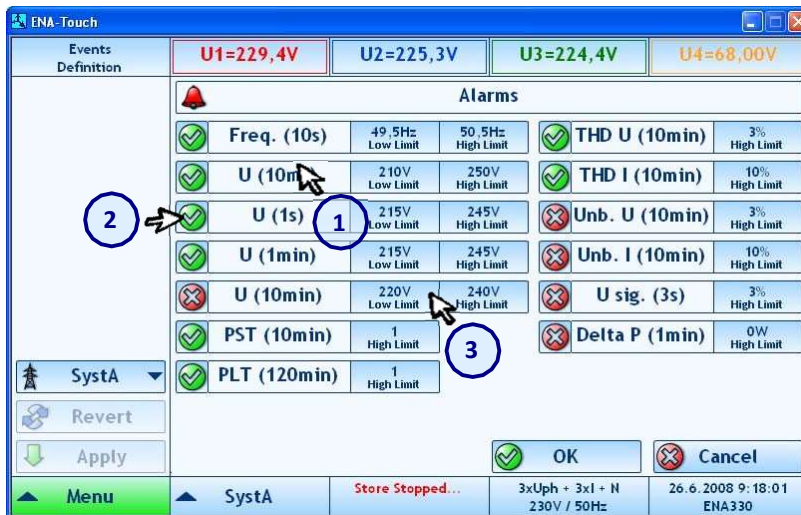 ENA-Touch
Events
Definition
U1=229,4V
U2=225,3V
U3=224,4V
U4=68,00V
Alarms
Freq. (10s)
49,5Hz
Low Limit
50,5Hz
High Limit
THD U (10min)
3%
High Limit
U (10m
210V
Low Limit
250V
High Limit
THD I (10min)
10%
High Limit
2
U (1s)
1
215V
Low Limit
245V
High Limit
Unb. U (10min)
3%
High Limit
U (1min)
215V
Low Limit
245V
High Limit
Unb. I (10min)
10%
High Limit
U (10min)
220V
Low Limit
240V
High Limit
U sig. (3s)
3%
High Limit
PST (10min)
1
High Limit
3
Delta P (1min)
0W
High Limit
SystA
PLT (120min)
1
High Limit
Revert
Apply
OK
Cancel
Menu
SystA
Store Stopped...
3xUph + 3xI + N
230V / 50Hz
26.6.2008 9:18:01
ENA330